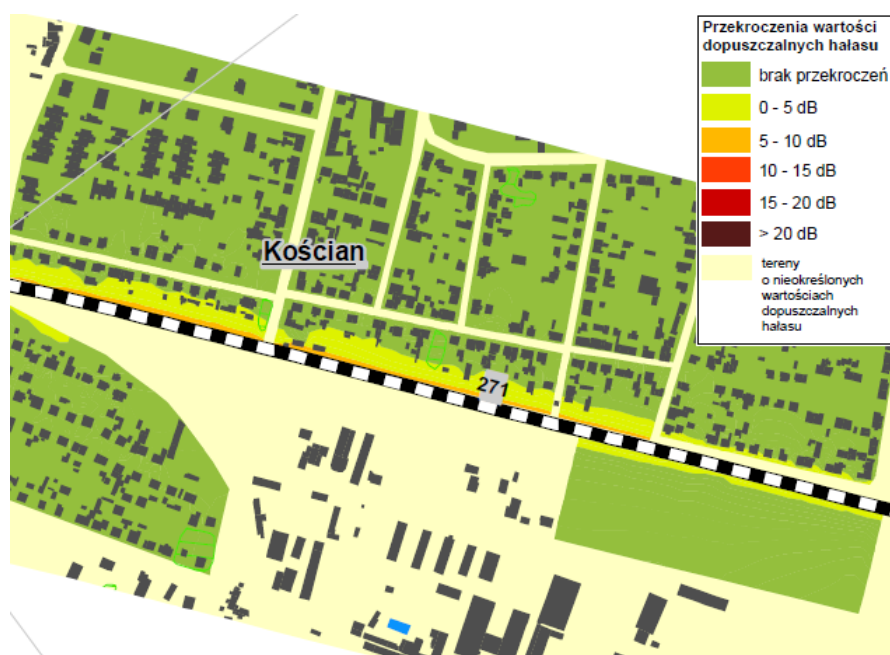 Przekroczenia wartości
dopuszczalnych hałasu
brak przekroczeń
0 - 5 dB
5 - 10 dB
10 - 15 dB
15 - 20 dB
> 20 dB
tereny
o nieokreślonych
wartościach
dopuszczalnych
hałasu
Kościan
271